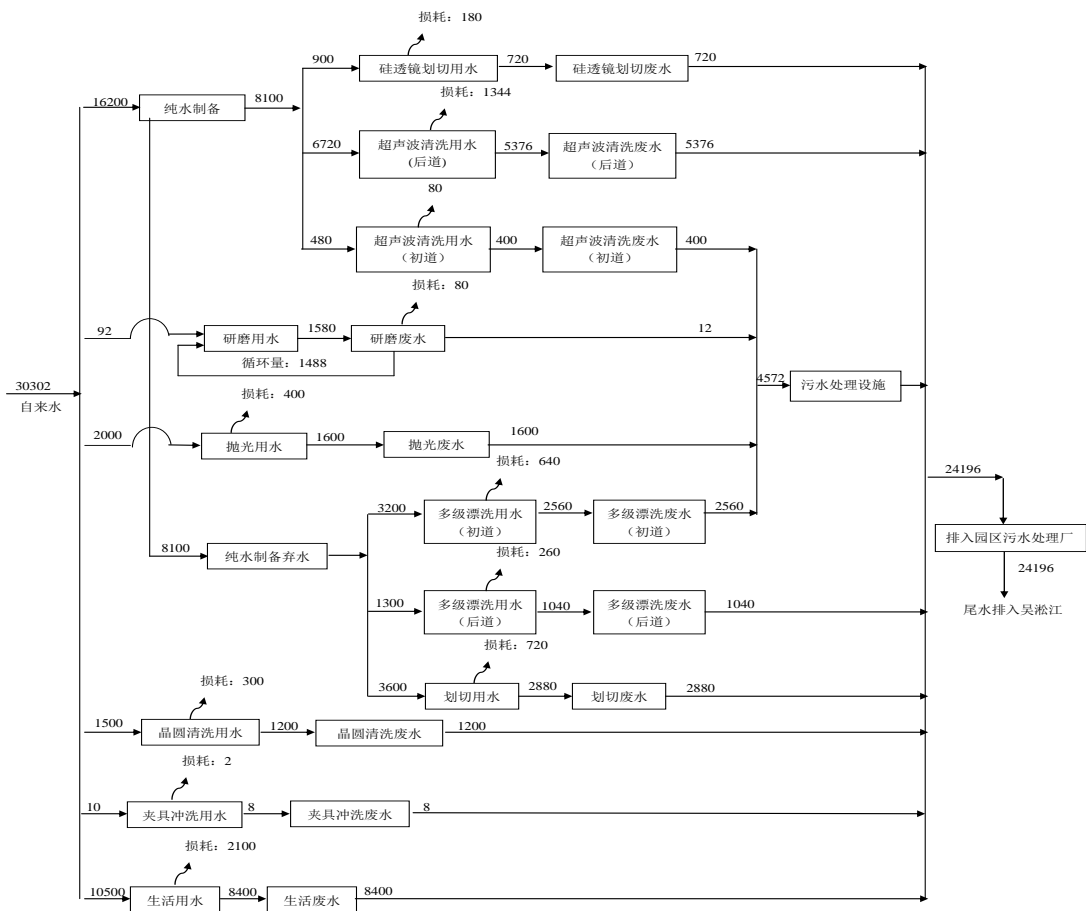 损耗：180
900
硅透镜划切用水
720
硅透镜划切废水
720
损耗：1344
16200
纯水制备
8100
6720
超声波清洗用水
(后道)
5376
超声波清洗废水
（后道）
5376
80
480
超声波清洗用水
（初道）
400
超声波清洗废水
（初道）
400
损耗：80
92
研磨用水
1580
研磨废水
12
循环量：1488
30302
自来水
4572
污水处理设施
损耗：400
2000
抛光用水
1600
抛光废水
1600
损耗：640
24196
3200
多级漂洗用水
（初道）
2560
多级漂洗废水
（初道）
2560
排入园区污水处理厂
24196
尾水排入吴淞江
8100
纯水制备弃水
损耗：260
1300
多级漂洗用水
（后道）
1040
多级漂洗废水
（后道）
1040
损耗：720
3600
划切用水
2880
划切废水
2880
损耗：300
1500
晶圆清洗用水
1200
晶圆清洗废水
1200
损耗：2
10
夹具冲洗用水
8
夹具冲洗废水
8
损耗：2100
10500
生活用水
8400
生活废水
8400